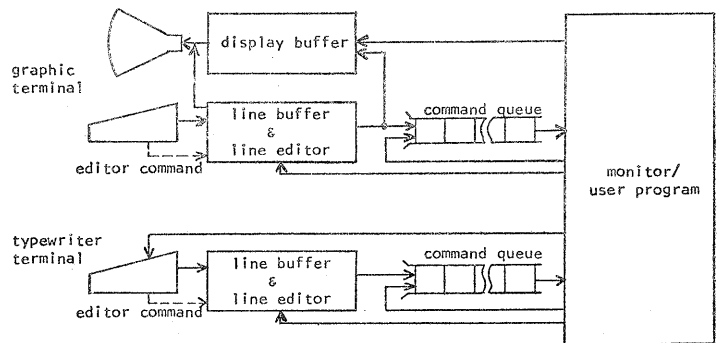 display buffer
graphic
terminal
line buffer
&
line editor
command queue
editor command
monitor/
user program
typewriter
terminal
line buffer
&
line editor
command queue
editor command